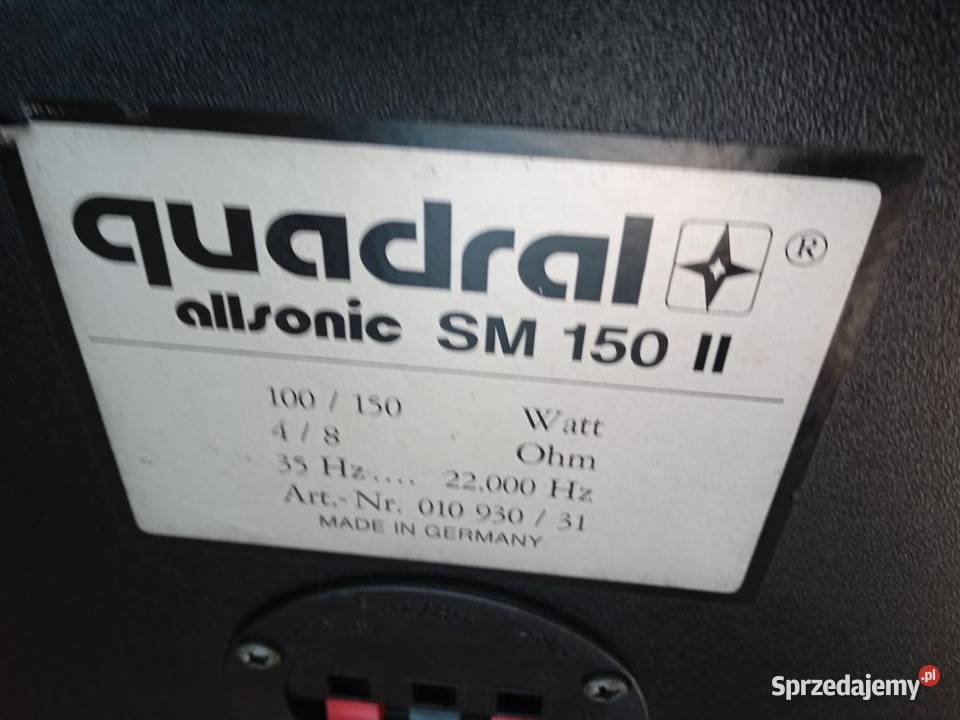 quadral ®
allsonic SM 150 II
100 / 150 Watt
4 / 8 Ohm
35 Hz.... 22.000 Hz
Art.-Nr. 010 930 / 31
MADE IN GERMANY
Sprzedajemy.pl